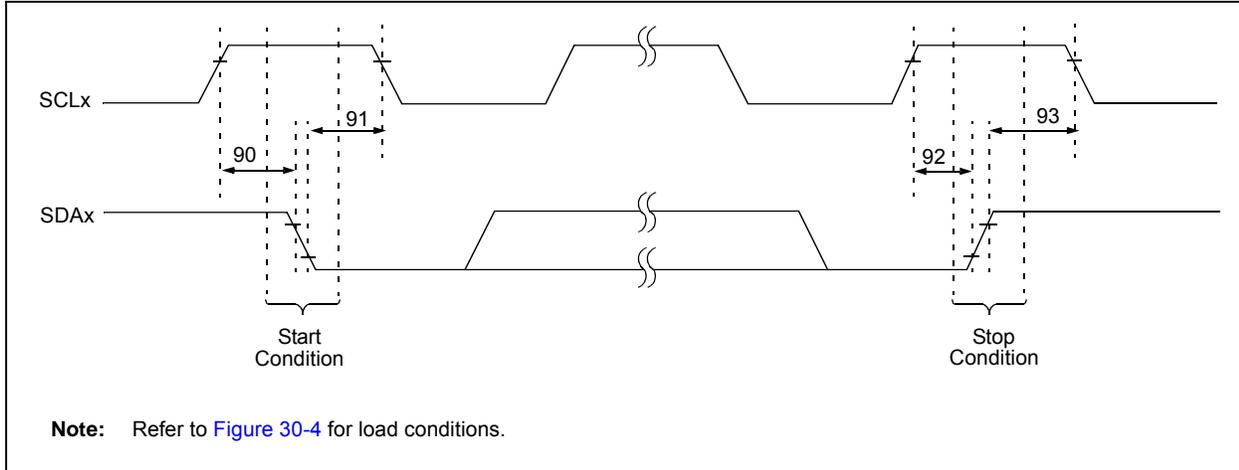 SCLx
91
93
90
92
SDAx
Start
Condition
Stop
Condition
Note: Refer to Figure 30-4 for load conditions.